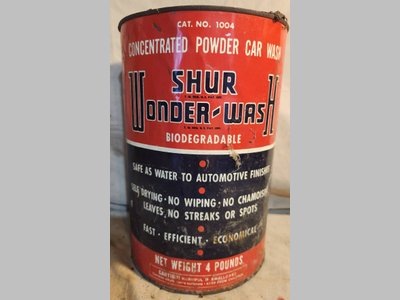 CAT. NO. 1004
CONCENTRATED POWDER CAR WASH
SHUR
WONDER-WASH
BIODEGRADABLE
SAFE AS WATER TO AUTOMOTIVE FINISHES
SELF DRYING · NO WIPING · NO CHAMOISING
LEAVES NO STREAKS OR SPOTS
FAST · EFFICIENT · ECONOMICAL
NET WEIGHT 4 POUNDS